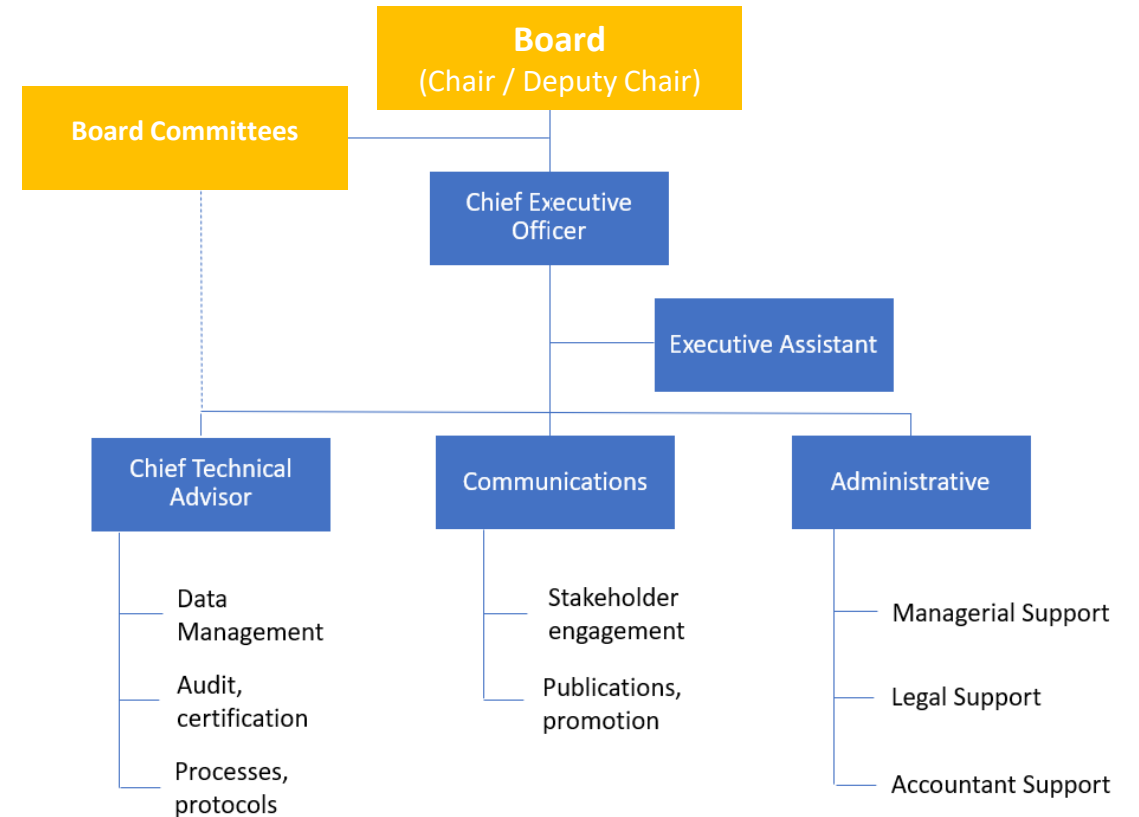 Board
(Chair / Deputy Chair)
Board Committees
Chief Executive
Officer
Executive Assistant
Chief Technical
Advisor
Communications
Administrative
Data
Management
Audit,
certification
Processes,
protocols
Stakeholder
engagement
Publications,
promotion
Managerial Support
Legal Support
Accountant Support